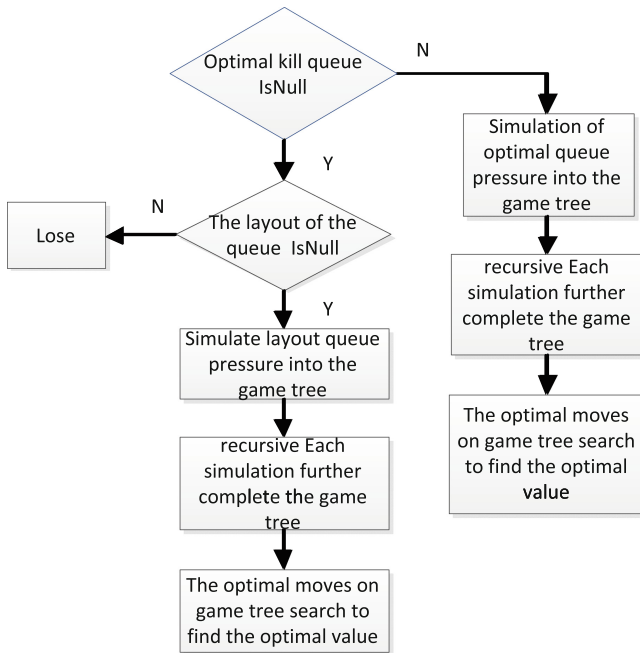 Optimal kill queue
IsNull
N
Simulation of
optimal queue
pressure into the
game tree
Y
N
The layout of the
queue IsNull
Lose
recursive Each
simulation further
complete the game
tree
Y
Simulate layout queue
pressure into the
game tree
The optimal moves
on game tree search
to find the optimal
value
recursive Each
simulation further
complete the game
tree
The optimal moves on
game tree search to
find the optimal value